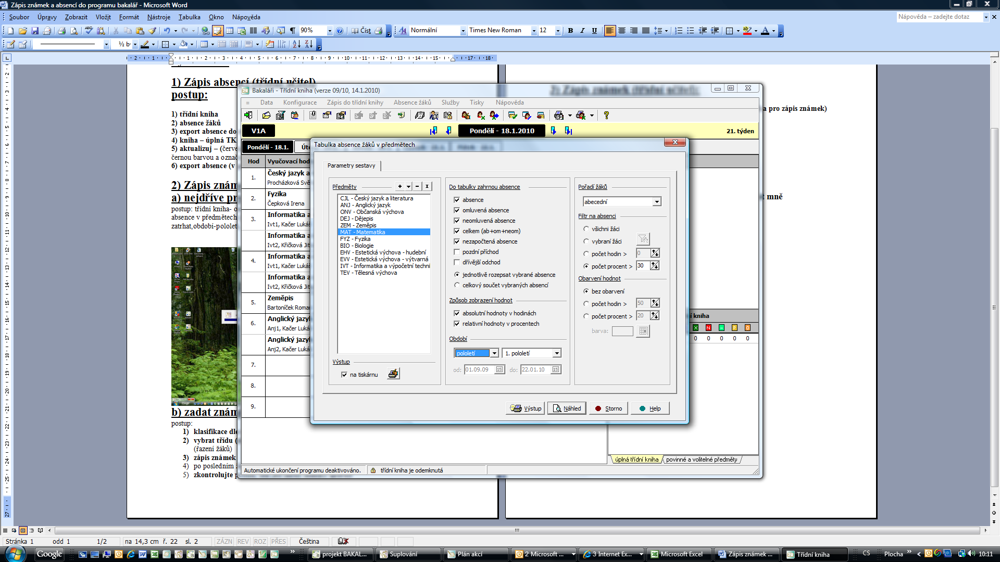 Zápis známek a absencí do programu bakalář - Microsoft Word
Soubor Úpravy Zobrazit Vložit Formát Nástroje Tabulka Okno Nápověda
Nápověda – zadejte dotaz
90% Číst Normální Times New Roman 12
½ b
1) Zápis absencí (třídní učitel)
postup:
1) třídní kniha
2) absence žáků
3) export absence do
4) kniha – úplná TK
5) aktualizuj – (červe
černou barvou a označ
6) export absence (v
2) Zápis znám
a) nejdříve pr
postup: třídní kniha- o
absence v předmětech
zatrhat,období-pololet
b) zadat znám
postup:
1) klasifikace dle
2) vybrat třídu (
(řazení žáků)
3) zápis známek
4) po posledním ž
5) zkontrolujte
2) Zápis známek (třídní učitel):
a pro zápis známek)
t mně
Bakaláři - Třídní kniha (verze 09/10, 14.1.2010)
= Data Konfigurace Zápis do třídní knihy Absence žáků Služby Tisky Nápověda
V1A Pondělí - 18.1.2010 21. týden
Pondělí - 18.1. Úte
Hod Vyučovací hod
1. Český jazyk a
Procházková Svě
2. Fyzika
Čepková Irena
3. Informatika a
Ivt1, Kačer Lukáš
Informatika a
Ivt2, Křičková Jit
4. Informatika a
Ivt1, Kačer Lukáš
Informatika a
Ivt2, Křičková Jit
5. Zeměpis
Bartoníček Roman
6. Anglický jazyk
Anj1, Kačer Luká
Anglický jazyk
Anj2, Kačer Luká
7.
8.
9.
í kniha
X N – P O
0 0 0 0 0
úplná třídní kniha povinné a volitelné předměty
Automatické ukončení programu deaktivováno. třídní kniha je odemknutá
Tabulka absence žáků v předmětech
Parametry sestavy
Předměty
CJL - Český jazyk a literatura
ANJ - Anglický jazyk
ONV - Občanská výchova
DEJ - Dějepis
ZEM - Zeměpis
MAT - Matematika
FYZ - Fyzika
BIO - Biologie
EHV - Estetická výchova - hudební
EVV - Estetická výchova - výtvarná
IVT - Informatika a výpočetní techni
TEV - Tělesná výchova
Výstup
na tiskárnu
Do tabulky zahrnou absence
absence
omluvená absence
neomluvená absence
celkem (ab+om+neom)
nezapočtená absence
pozdní příchod
dřívější odchod
jednotlivě rozepsat vybrané absence
celkový součet vybraných absencí
Způsob zobrazení hodnot
absolutní hodnoty v hodinách
relativní hodnoty v procentech
Období
pololetí 1. pololetí
od: 01.09.09 15 do: 22.01.10 15
Pořadí žáků
abecední
Filtr na absenci
všichni žáci
vybraní žáci
počet hodin > 0
počet procent > 30
Obarvení hodnot
bez obarvení
počet hodin > 50
počet procent > 20
barva:
Výstup Náhled Storno Help
Stránka 1 odd 1 1/2 na 14,3 cm ř. 22 sl. 2 ZÁZN REV ROZ PŘES Čeština
Google projekt BAKAL... Suplování Plán akcí 2 Microsoft ... 3 Internet Ex... Microsoft Excel Zápis známek ... Třídní kniha CS Plocha 10:11